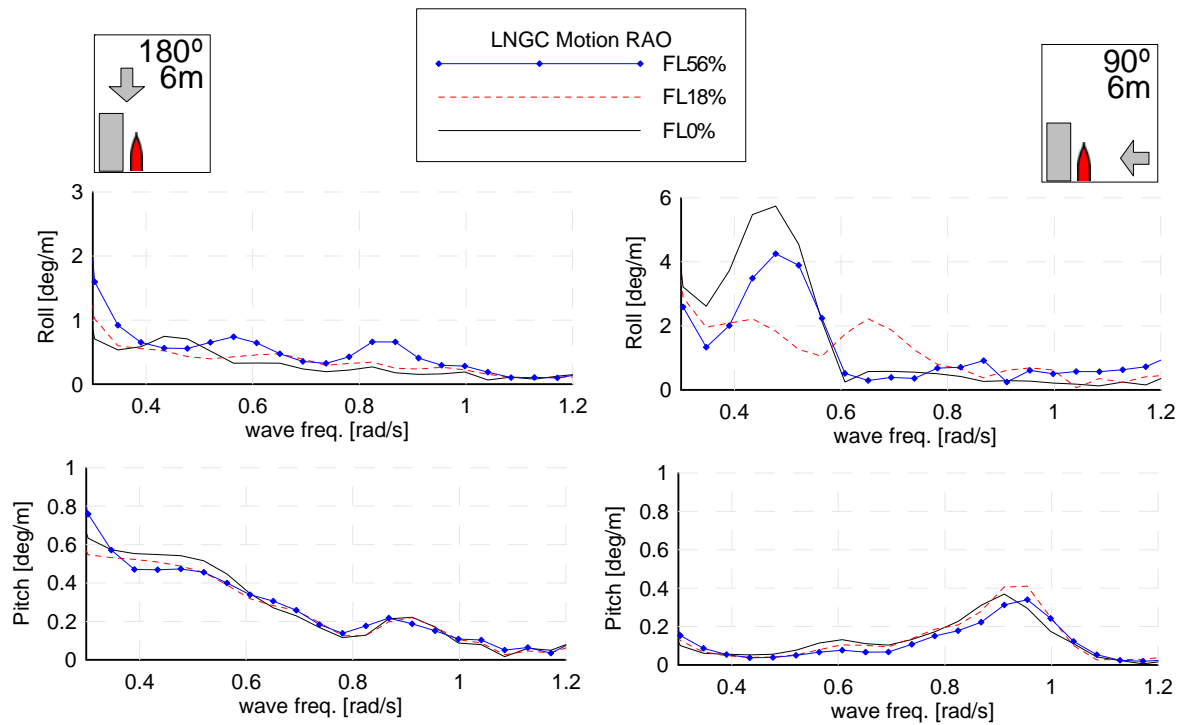 LNGC Motion RAO
FL56%
FL18%
FL0%
180º
6m
90º
6m
3
2
1
0
Roll [deg/m]
0.4 0.6 0.8 1 1.2
wave freq. [rad/s]
6
4
2
0
Roll [deg/m]
0.4 0.6 0.8 1 1.2
wave freq. [rad/s]
1
0.8
0.6
0.4
0.2
0
Pitch [deg/m]
0.4 0.6 0.8 1 1.2
wave freq. [rad/s]
1
0.8
0.6
0.4
0.2
0
Pitch [deg/m]
0.4 0.6 0.8 1 1.2
wave freq. [rad/s]